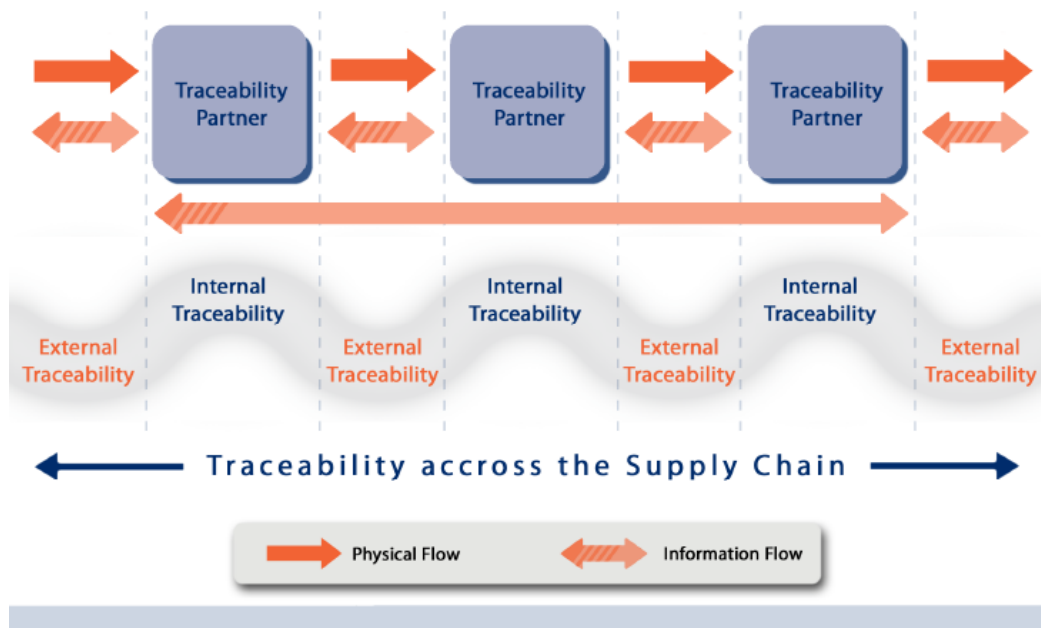 Traceability
Partner
Traceability
Partner
Traceability
Partner
Internal
Traceability
Internal
Traceability
Internal
Traceability
External
Traceability
External
Traceability
External
Traceability
External
Traceability
Traceability accross the Supply Chain
Physical Flow
Information Flow